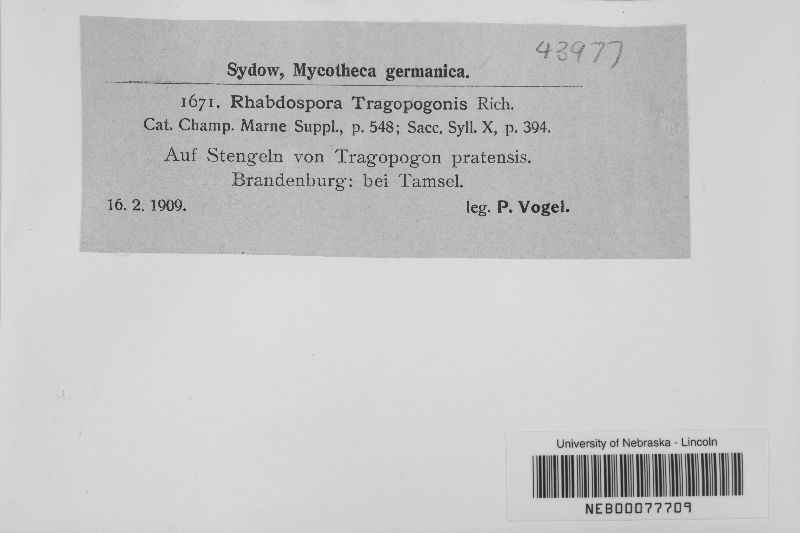 43977
Sydow, Mycotheca germanica.
1671. Rhabdospora Tragopogonis Rich.
Cat. Champ. Marne Suppl., p. 548; Sacc. Syll. X, p. 394.
Auf Stengeln von Tragopogon pratensis.
Brandenburg: bei Tamsel.
16. 2. 1909. leg. P. Vogel.
University of Nebraska - Lincoln
NEB00077709